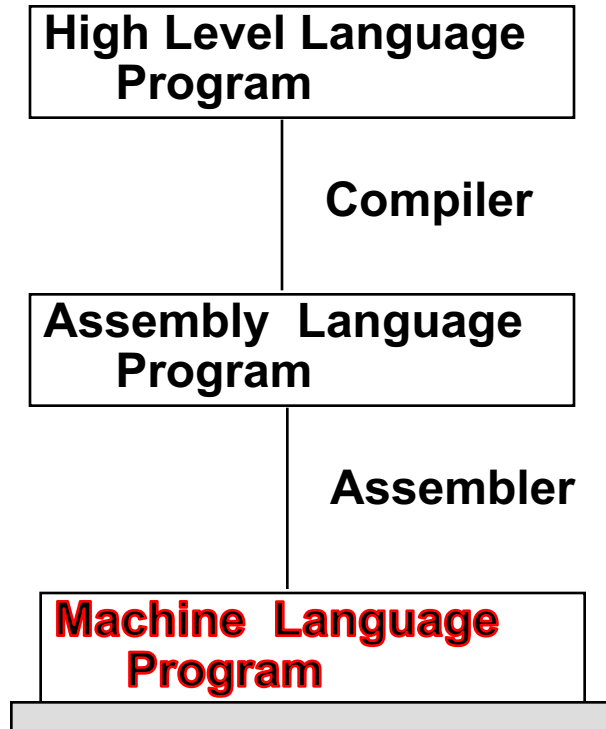 High Level Language
Program
Compiler
Assembly Language
Program
Assembler
Machine Language
Program